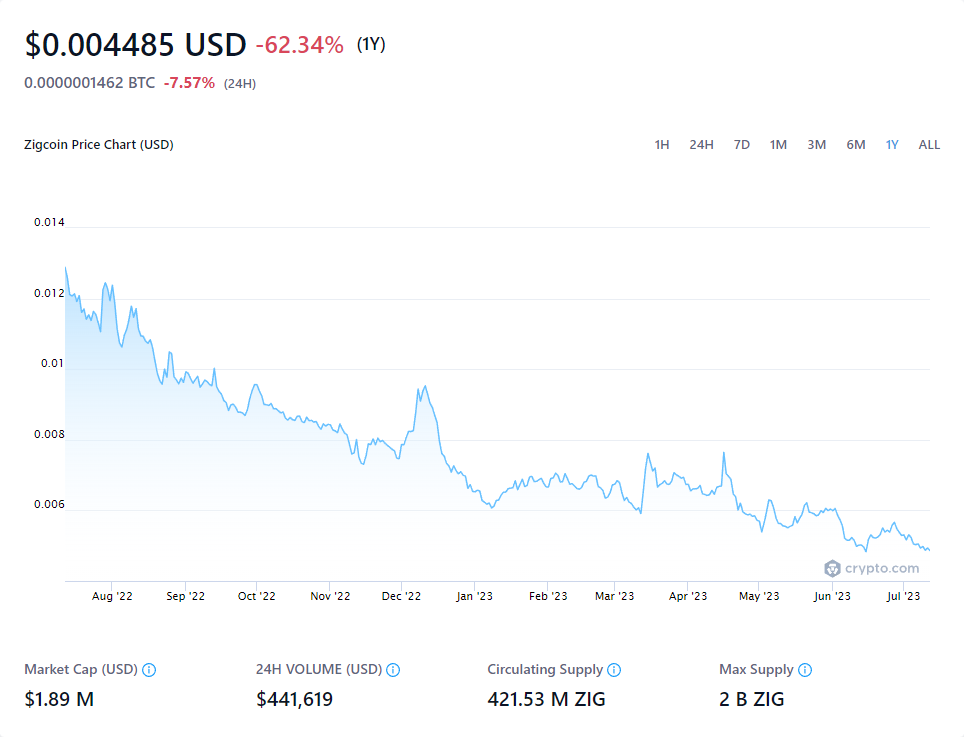 $0.004485 USD -62.34% (1Y)
0.0000001462 BTC -7.57% (24H)
Zigcoin Price Chart (USD) 1H 24H 7D 1M 3M 6M 1Y ALL
0.014
0.012
0.01
0.008
0.006
crypto.com
Aug '22 Sep '22 Oct '22 Nov '22 Dec '22 Jan '23 Feb '23 Mar '23 Apr '23 May '23 Jun '23 Jul '23
Market Cap (USD) 24H VOLUME (USD) Circulating Supply Max Supply
$1.89 M $441,619 421.53 M ZIG 2 B ZIG